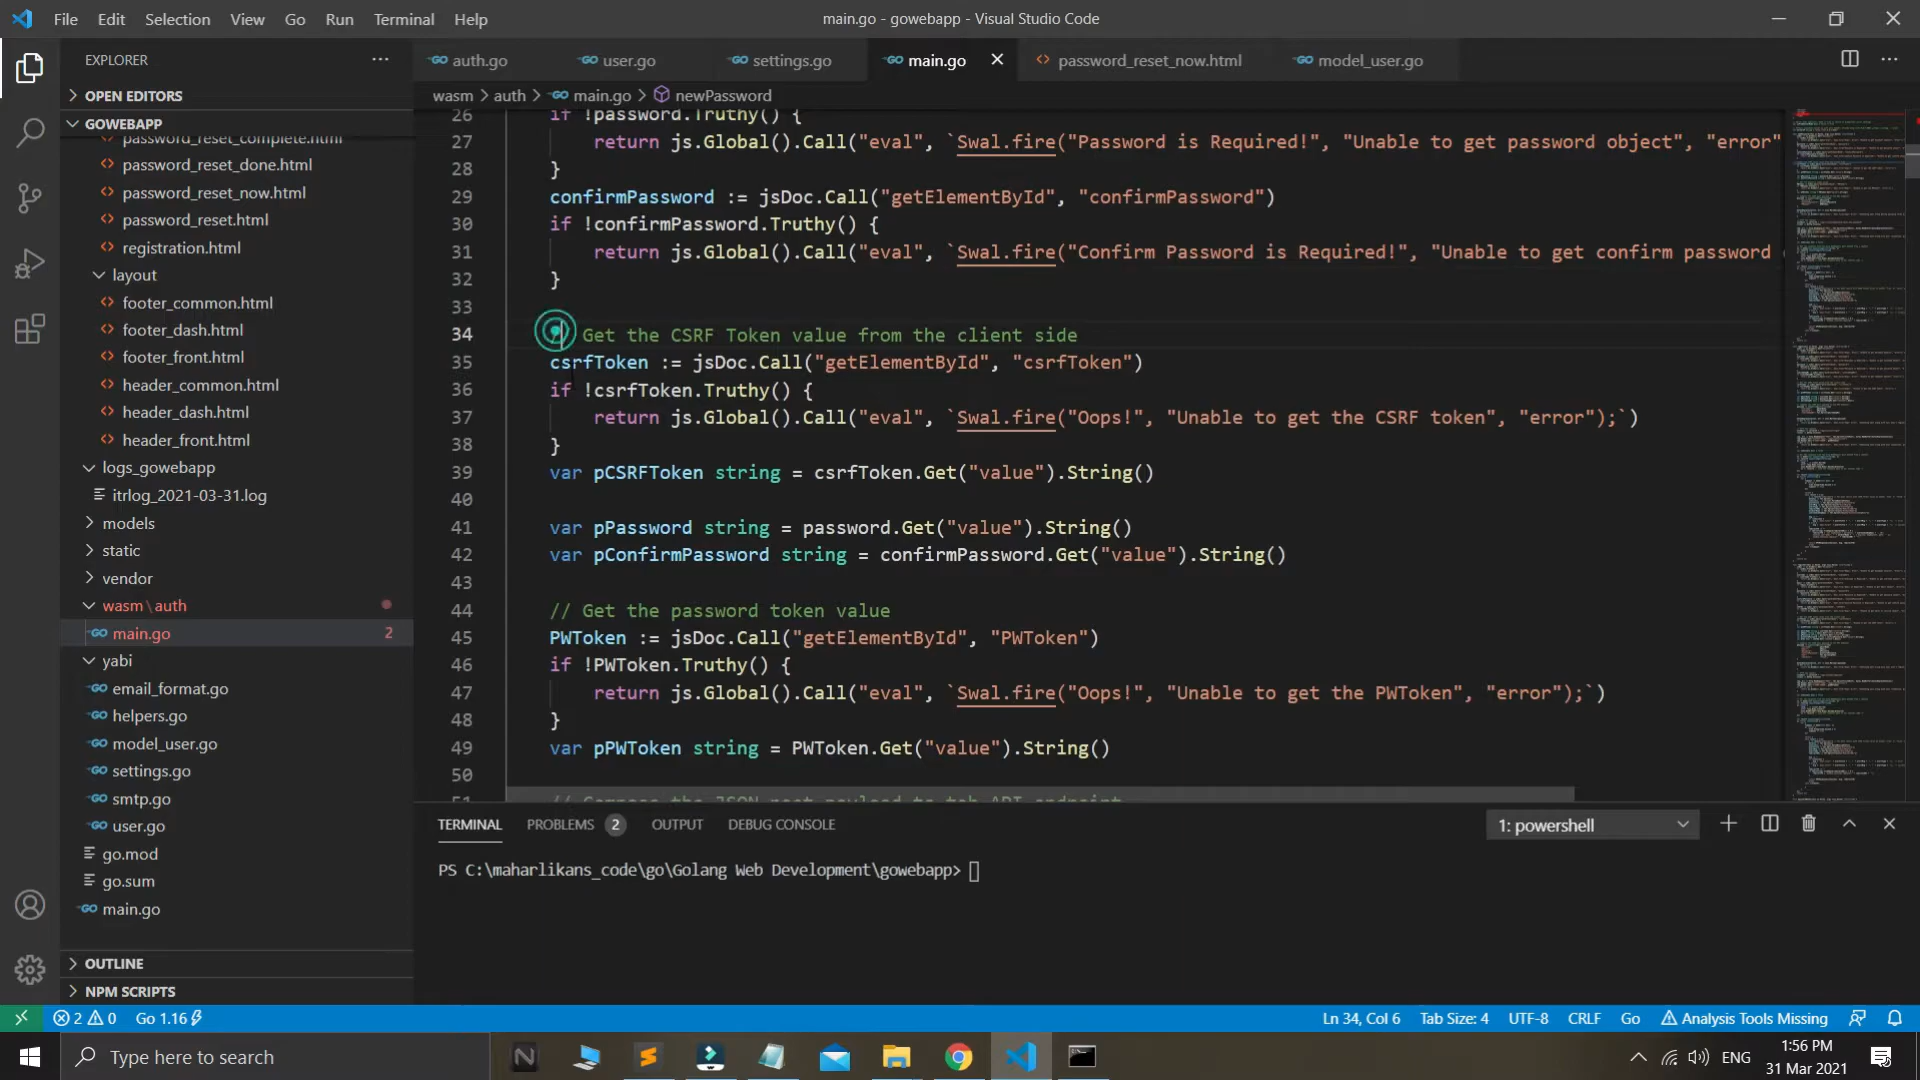 File Edit Selection View Go Run Terminal Help
main.go - gowebapp - Visual Studio Code
EXPLORER
OPEN EDITORS
GOWEBAPP
password_reset_complete.html
password_reset_done.html
password_reset_now.html
password_reset.html
registration.html
layout
footer_common.html
footer_dash.html
footer_front.html
header_common.html
header_dash.html
header_front.html
logs_gowebapp
itrlog_2021-03-31.log
models
static
vendor
wasm \ auth
main.go 2
yabi
email_format.go
helpers.go
model_user.go
settings.go
smtp.go
user.go
go.mod
go.sum
main.go
OUTLINE
NPM SCRIPTS
auth.go user.go settings.go main.go password_reset_now.html model_user.go
wasm > auth > main.go > newPassword
26 if !password.Truthy() {
27 return js.Global().Call("eval", `Swal.fire("Password is Required!", "Unable to get password object", "error"
28 }
29 confirmPassword := jsDoc.Call("getElementById", "confirmPassword")
30 if !confirmPassword.Truthy() {
31 return js.Global().Call("eval", `Swal.fire("Confirm Password is Required!", "Unable to get confirm password
32 }
33
34 Get the CSRF Token value from the client side
35 csrfToken := jsDoc.Call("getElementById", "csrfToken")
36 if !csrfToken.Truthy() {
37 return js.Global().Call("eval", `Swal.fire("Oops!", "Unable to get the CSRF token", "error");`)
38 }
39 var pCSRFToken string = csrfToken.Get("value").String()
40
41 var pPassword string = password.Get("value").String()
42 var pConfirmPassword string = confirmPassword.Get("value").String()
43
44 // Get the password token value
45 PWToken := jsDoc.Call("getElementById", "PWToken")
46 if !PWToken.Truthy() {
47 return js.Global().Call("eval", `Swal.fire("Oops!", "Unable to get the PWToken", "error");`)
48 }
49 var pPWToken string = PWToken.Get("value").String()
50
TERMINAL PROBLEMS 2 OUTPUT DEBUG CONSOLE
1: powershell
PS C:\maharlikans_code\go\Golang Web Development\gowebapp>
2 0 Go 1.16
Ln 34, Col 6 Tab Size: 4 UTF-8 CRLF Go Analysis Tools Missing
Type here to search
ENG
1:56 PM
31 Mar 2021